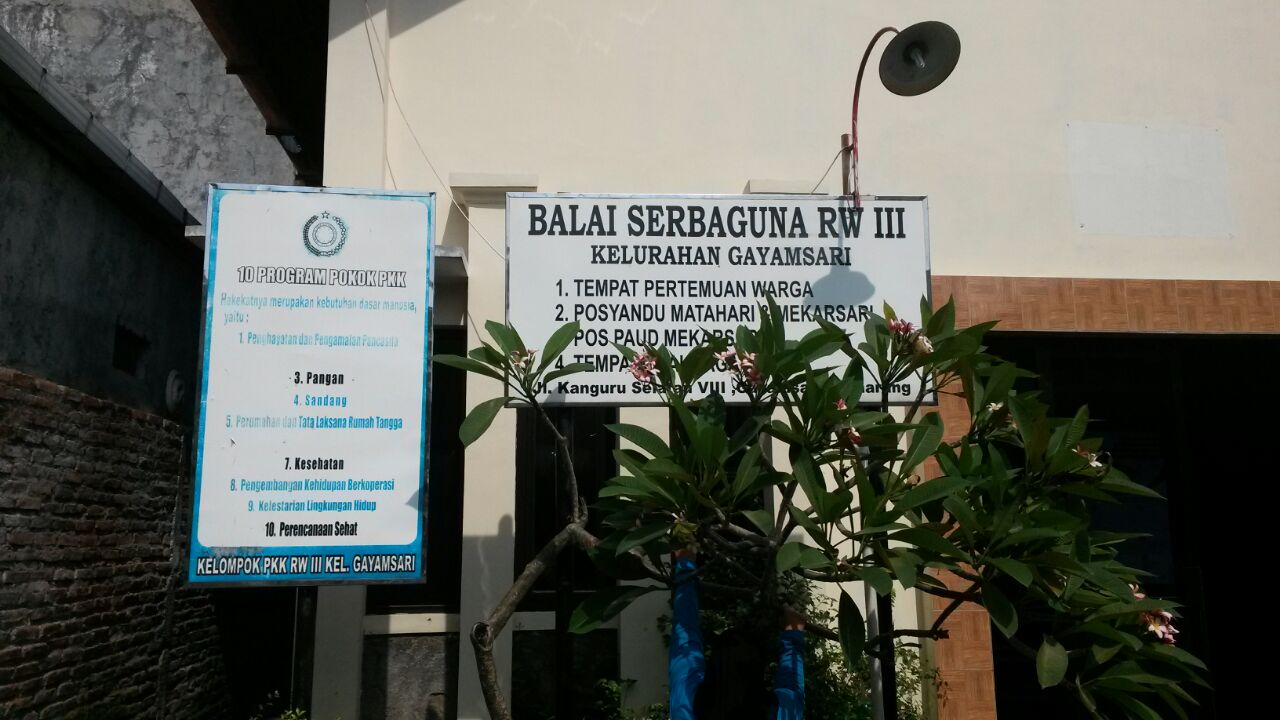 10 PROGRAM POKOK PKK
Hakekatnya merupakan kebutuhan dasar manusia,
yaitu :
1. Penghayatan dan Pengamalan Pancasila
3. Pangan
4. Sandang
5. Perumahan dan Tata Laksana Rumah Tangga
7. Kesehatan
8. Pengembangan Kehidupan Berkoperasi
9. Kelestarian Lingkungan Hidup
10. Perencanaan Sehat
KELOMPOK PKK RW III KEL. GAYAMSARI
BALAI SERBAGUNA RW III
KELURAHAN GAYAMSARI
1. TEMPAT PERTEMUAN WARGA
2. POSYANDU MATAHARI & MEKARSARI
POS PAUD
4.
Jl. Kanguru Selatan VIII